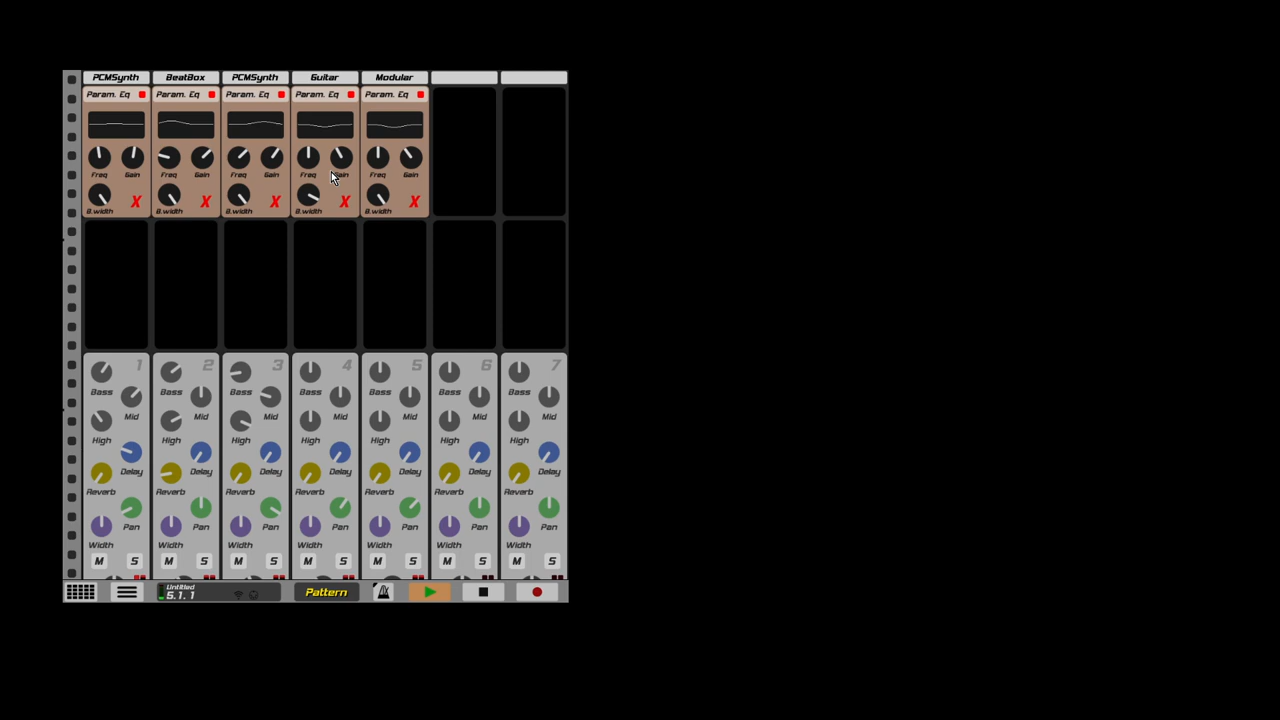 PCMSynth BeatBox PCMSynth Guitar Modular
Param. Eq Param. Eq Param. Eq Param. Eq Param. Eq
Freq Gain Freq Gain Freq Gain Freq Gain Freq Gain
X X X X X
B.width B.width B.width B.width B.width
1 2 3 4 5 6 7
Bass Bass Bass Bass Bass Bass Bass
Mid Mid Mid Mid Mid Mid Mid
High High High High High High High
Delay Delay Delay Delay Delay Delay Delay
Reverb Reverb Reverb Reverb Reverb Reverb Reverb
Pan Pan Pan Pan Pan Pan Pan
Width Width Width Width Width Width Width
M S M S M S M S M S M S M S
Untitled
5.1.1
Pattern